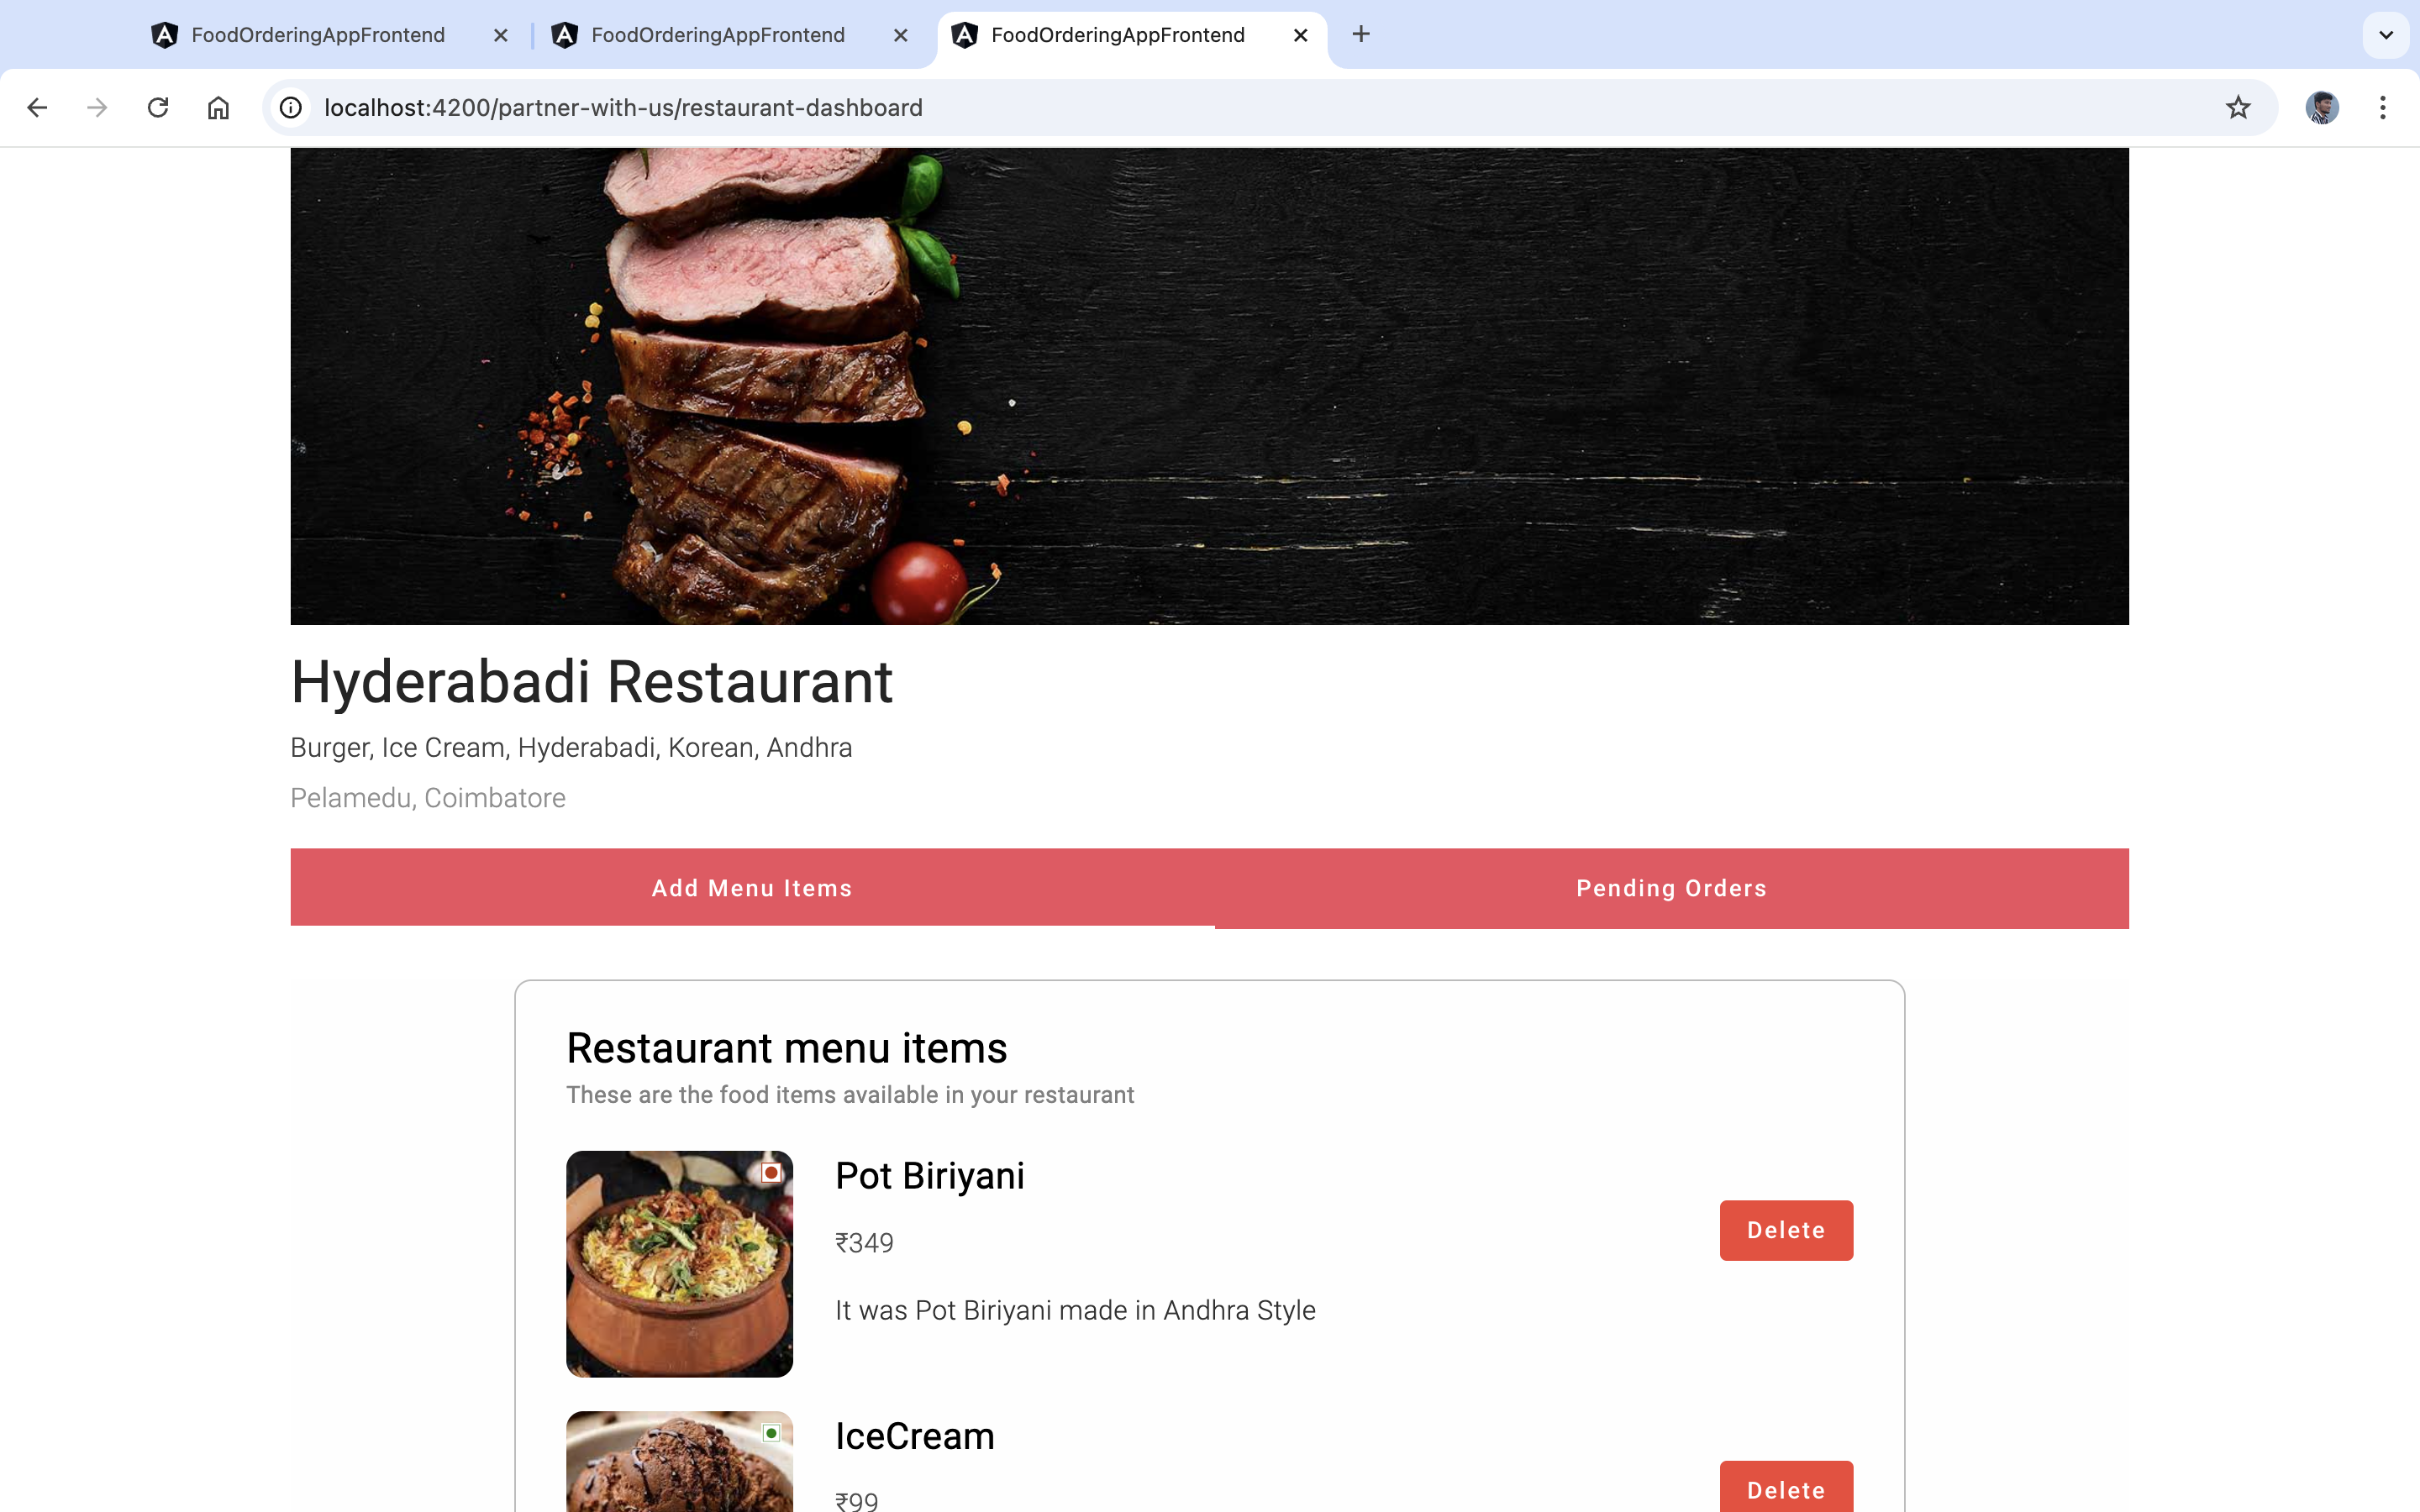 FoodOrderingAppFrontend
FoodOrderingAppFrontend
FoodOrderingAppFrontend
localhost:4200/partner-with-us/restaurant-dashboard
Hyderabadi Restaurant
Burger, Ice Cream, Hyderabadi, Korean, Andhra
Pelamedu, Coimbatore
Add Menu Items
Pending Orders
Restaurant menu items
These are the food items available in your restaurant
Pot Biriyani
₹349
Delete
It was Pot Biriyani made in Andhra Style
IceCream
₹99
Delete